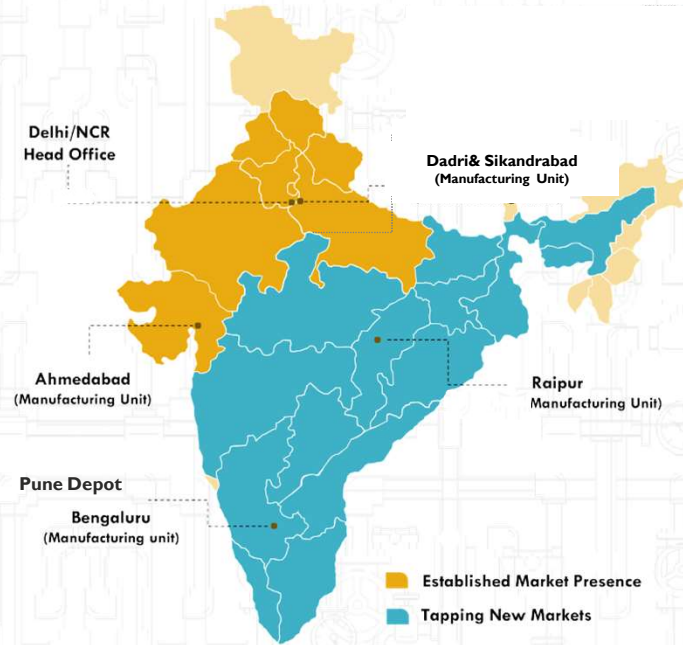 Delhi/NCR
Head Office
Dadri& Sikandrabad
(Manufacturing Unit)
Ahmedabad
(Manufacturing Unit)
Raipur
Manufacturing Unit)
Pune Depot
Bengaluru
(Manufacturing unit)
Established Market Presence
Tapping New Markets